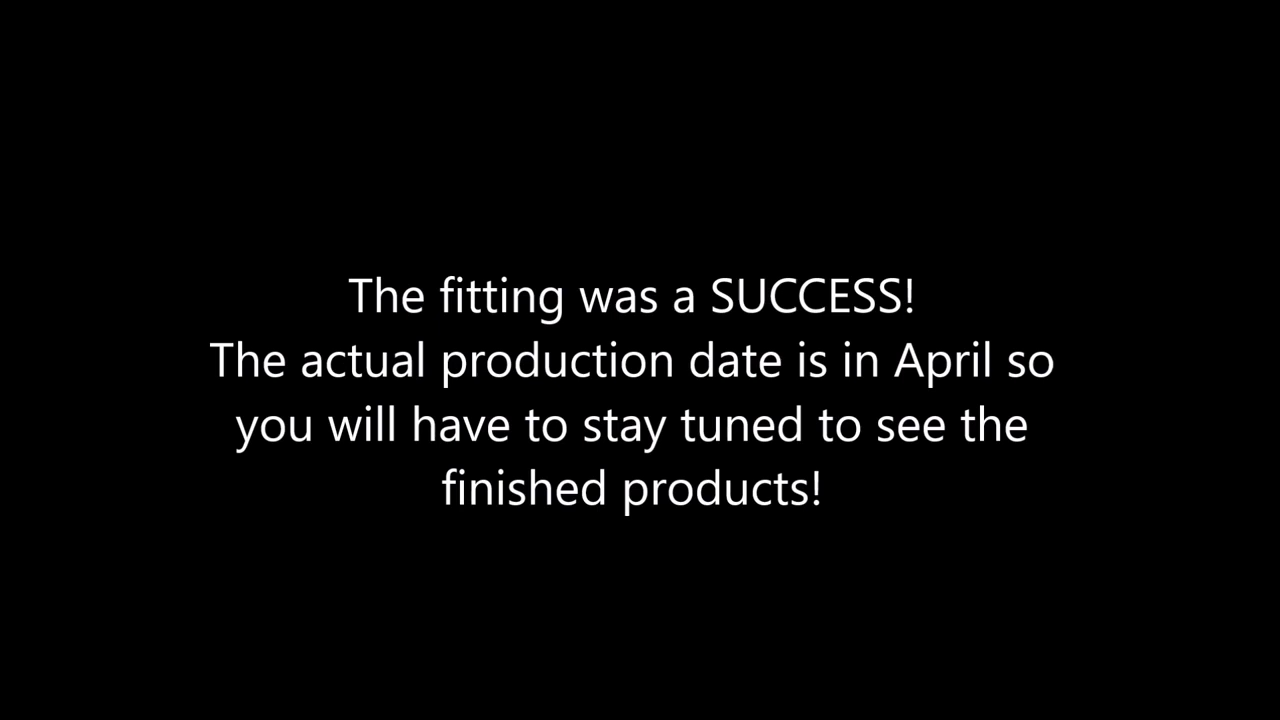 The fitting was a SUCCESS!
The actual production date is in April so
you will have to stay tuned to see the
finished products!